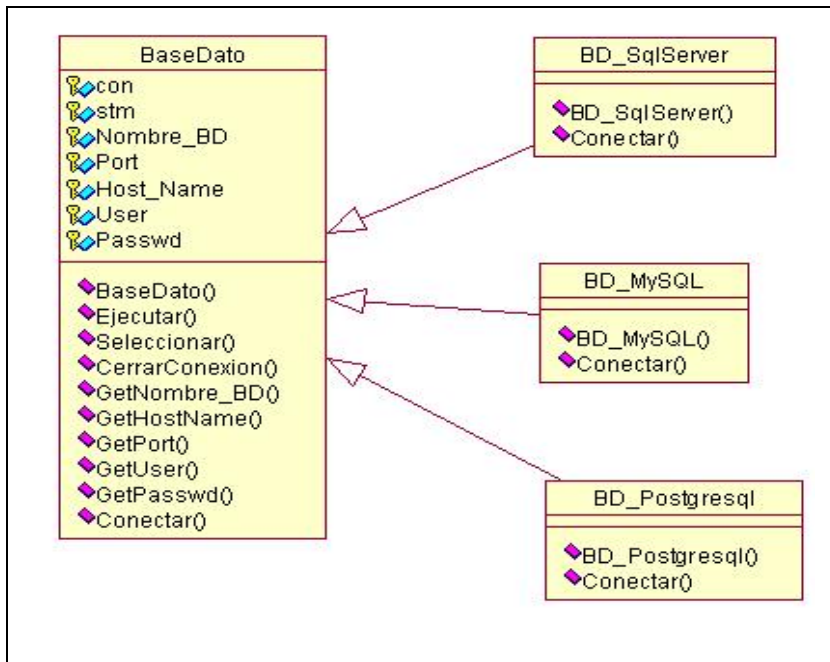 BaseDato
con
stm
Nombre_BD
Port
Host_Name
User
Passwd
BaseDato()
Ejecutar()
Seleccionar()
CerrarConexion()
GetNombre_BD()
GetHostName()
GetPort()
GetUser()
GetPasswd()
Conectar()
BD_SqlServer
BD_SqlServer()
Conectar()
BD_MySQL
BD_MySQL()
Conectar()
BD_Postgresql
BD_Postgresql()
Conectar()